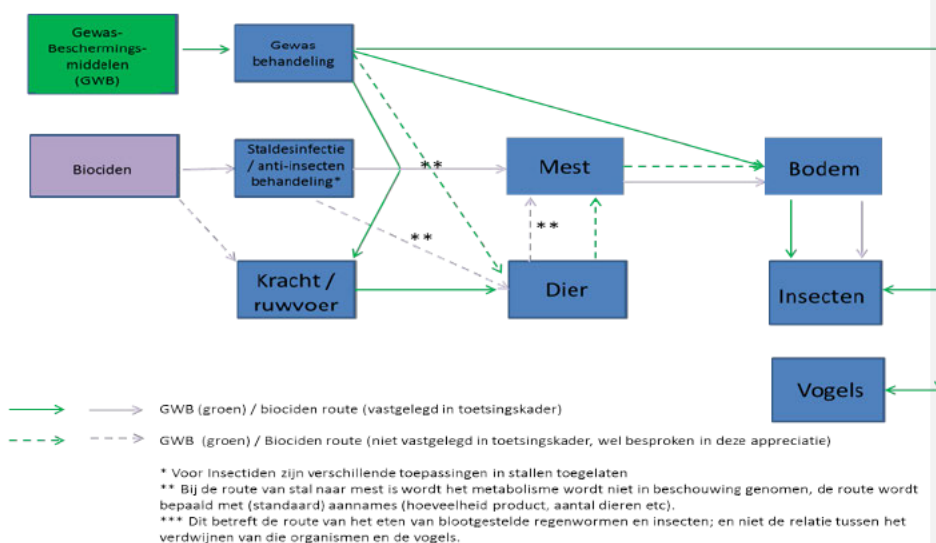 Gewas-
Beschermings-
middelen
(GWB)
Gewas
behandeling
Biociden
Staldesinfectie
/ anti-insecten
behandeling*
**
Mest
Bodem
**
**
Kracht /
ruwvoer
Dier
Insecten
Vogels
GWB (groen) / biociden route (vastgelegd in toetsingskader)
GWB (groen) / Biociden route (niet vastgelegd in toetsingskader, wel besproken in deze appreciatie)
* Voor Insectiden zijn verschillende toepassingen in stallen toegelaten
** Bij de route van stal naar mest is wordt het metabolisme wordt niet in beschouwing genomen, de route wordt
bepaald met (standaard) aannames (hoeveelheid product, aantal dieren etc).
*** Dit betreft de route van het eten van blootgestelde regenwormen en insecten; en niet de relatie tussen het
verdwijnen van die organismen en de vogels.